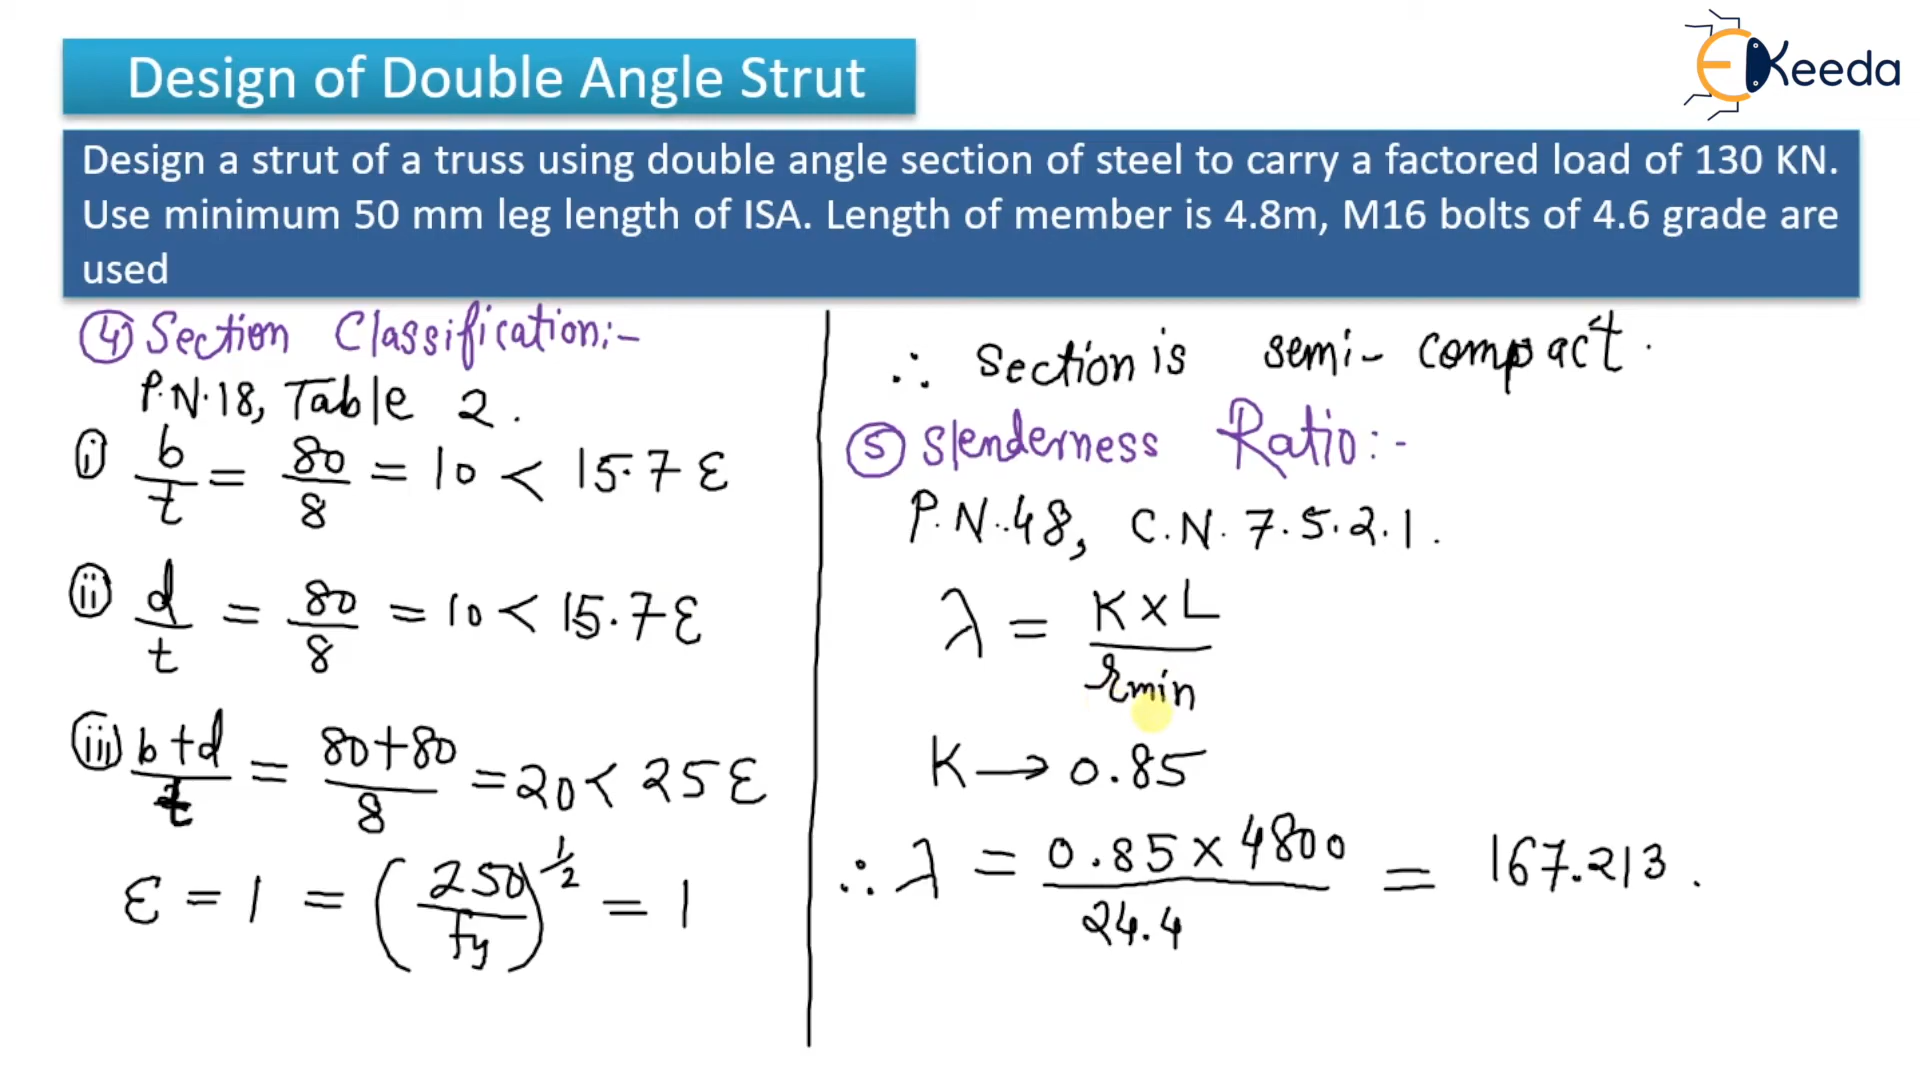 Design of Double Angle Strut
EKeeda
Design a strut of a truss using double angle section of steel to carry a factored load of 130 KN.
Use minimum 50 mm leg length of ISA. Length of member is 4.8m, M16 bolts of 4.6 grade are
used
④ Section Classification:-
P.N.18, Table 2.
ⓘ b/t = 80/8 = 10 < 15.7 ε
ⓘⓘ d/t = 80/8 = 10 < 15.7 ε
ⓘⓘⓘ b+d/t = 80+80/8 = 20 < 25 ε
ε = 1 = (250/fy)^1/2 = 1
∴ Section is semi-compact.
⑤ Slenderness Ratio:-
P.N.48, C.N. 7.5.2.1.
λ = K×L/rmin
K → 0.85
∴ λ = 0.85×4800/24.4 = 167.213.